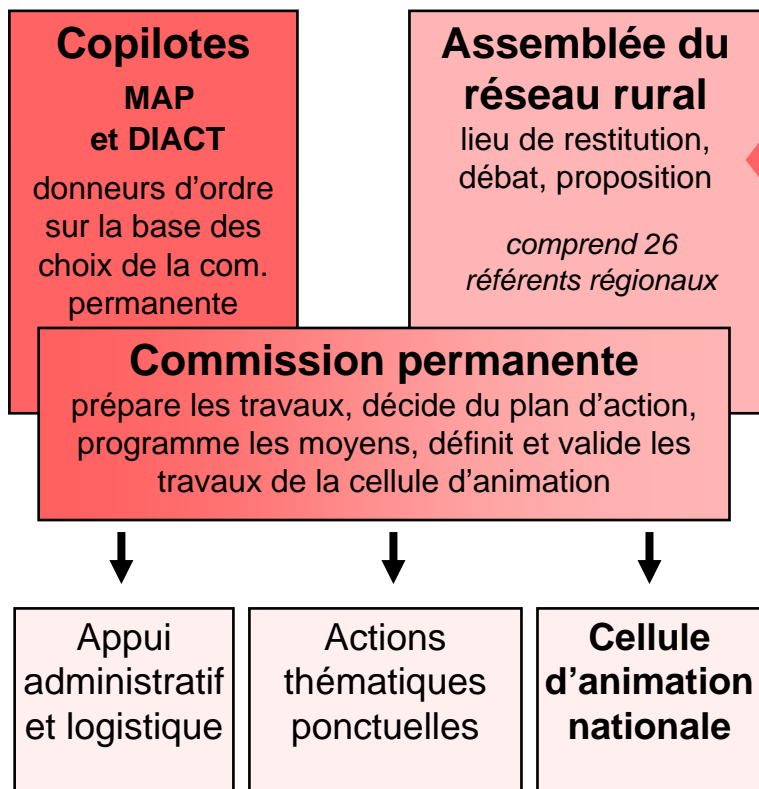 Copilotes
MAP
et DIACT
donneurs d'ordre
sur la base des
choix de la com.
permanente
Assemblée du
réseau rural
lieu de restitution,
débat, proposition
comprend 26
référents régionaux
Commission permanente
prépare les travaux, décide du plan d'action,
programme les moyens, définit et valide les
travaux de la cellule d'animation
Appui
administratif
et logistique
Actions
thématiques
ponctuelles
Cellule
d'animation
nationale